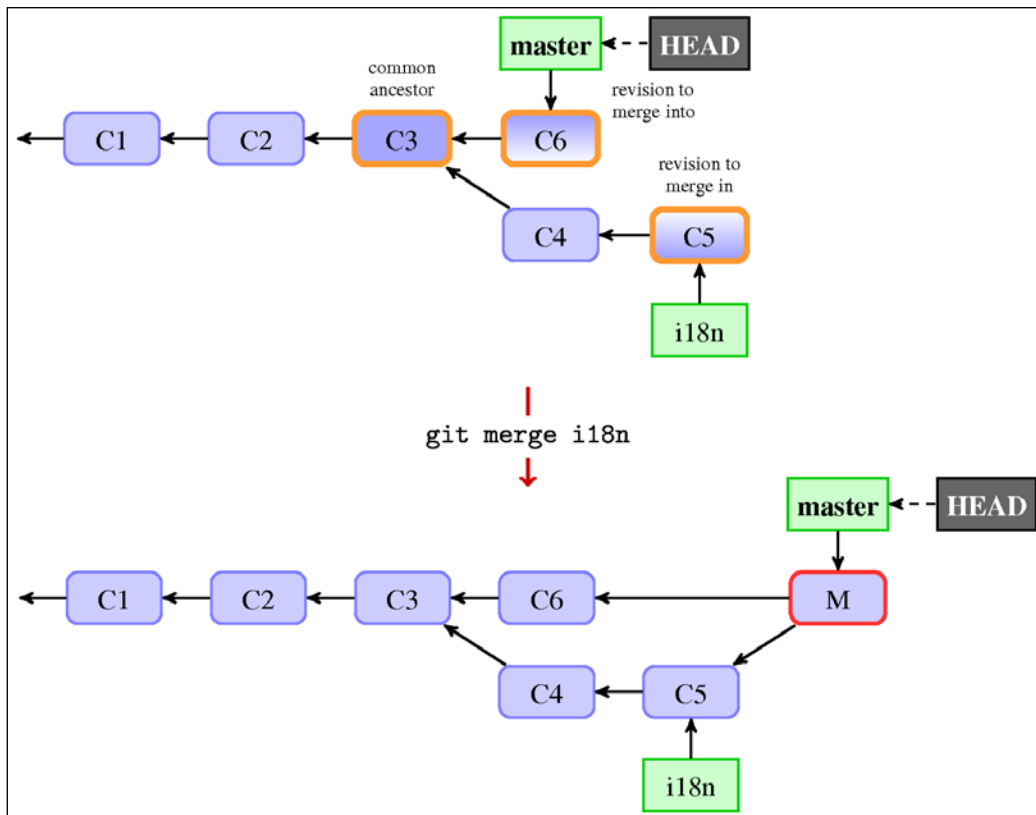 master
HEAD
common
ancestor
revision to
merge into
C1
C2
C3
C6
revision to
merge in
C4
C5
i18n
git merge i18n
master
HEAD
C1
C2
C3
C6
M
C4
C5
i18n